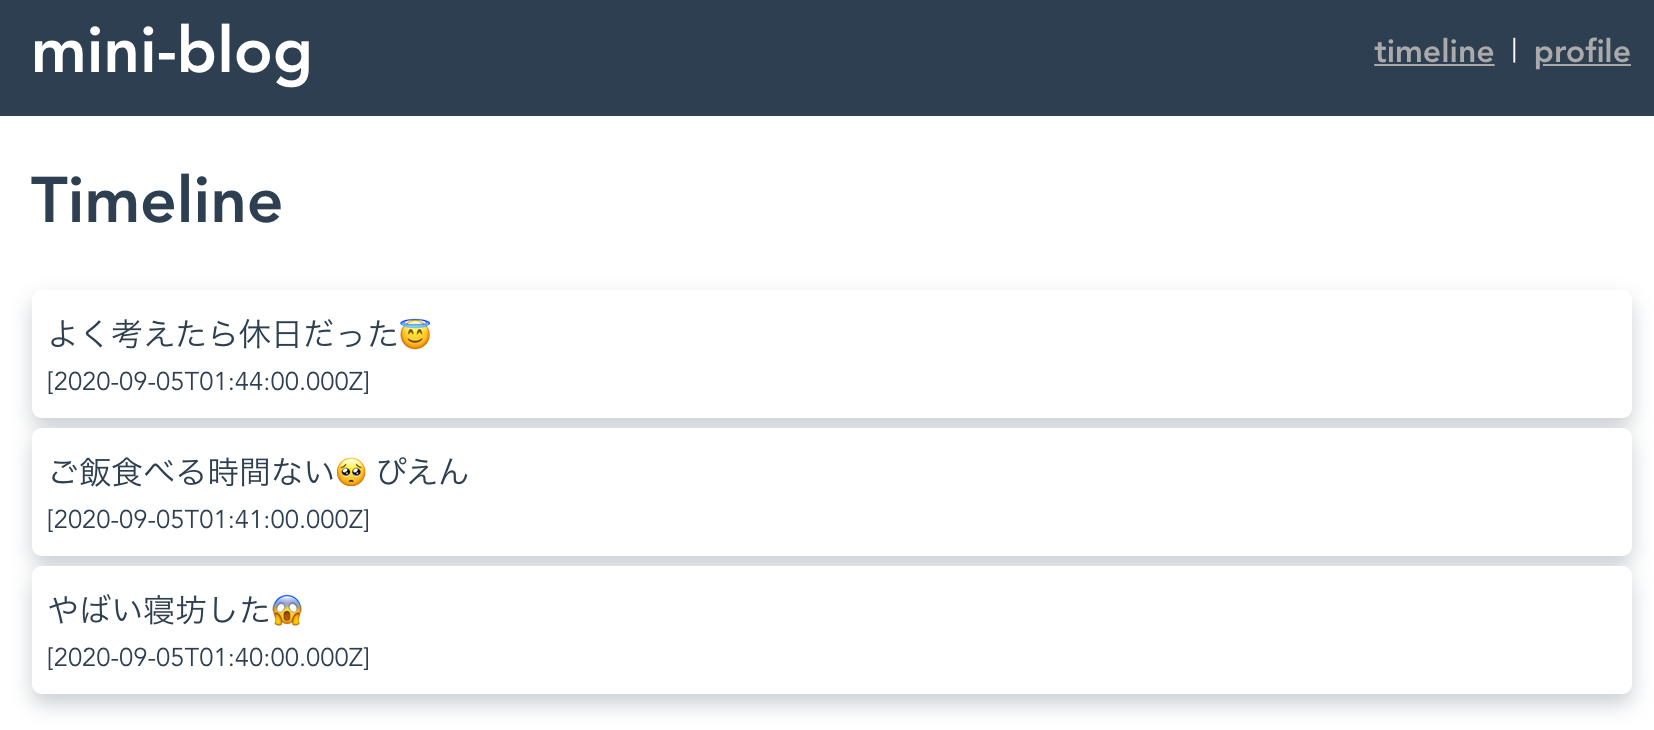 mini-blog
timeline | profile
Timeline
よく考えたら休日だった😇
[2020-09-05T01:44:00.000Z]
ご飯食べる時間ない🥺 ぴえん
[2020-09-05T01:41:00.000Z]
やばい寝坊した😱
[2020-09-05T01:40:00.000Z]